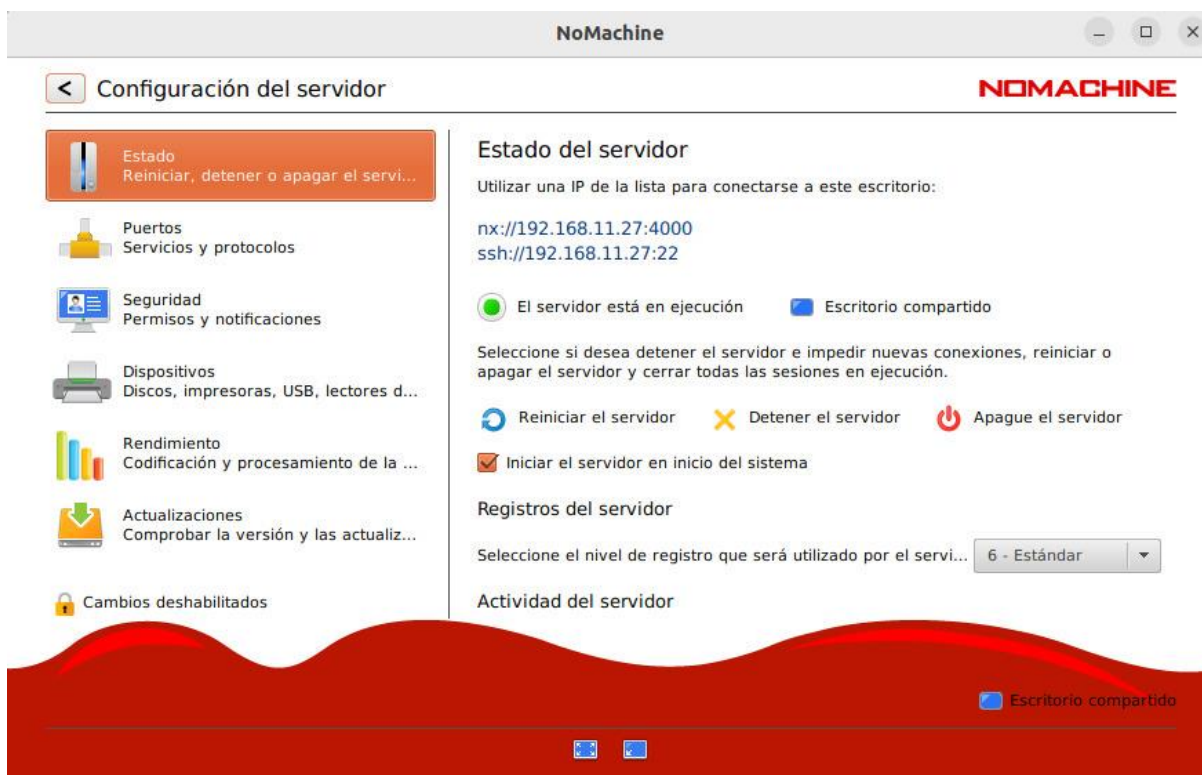 NoMachine
< Configuración del servidor
NOMACHINE
Estado
Reiniciar, detener o apagar el servi...
Puertos
Servicios y protocolos
Seguridad
Permisos y notificaciones
Dispositivos
Discos, impresoras, USB, lectores d...
Rendimiento
Codificación y procesamiento de la ...
Actualizaciones
Comprobar la versión y las actualiz...
Cambios deshabilitados
Estado del servidor
Utilizar una IP de la lista para conectarse a este escritorio:
nx://192.168.11.27:4000
ssh://192.168.11.27:22
El servidor está en ejecución
Escritorio compartido
Seleccione si desea detener el servidor e impedir nuevas conexiones, reiniciar o
apagar el servidor y cerrar todas las sesiones en ejecución.
Reiniciar el servidor
Detener el servidor
Apague el servidor
Iniciar el servidor en inicio del sistema
Registros del servidor
Seleccione el nivel de registro que será utilizado por el servi...
6 - Estándar
Actividad del servidor
Escritorio compartido